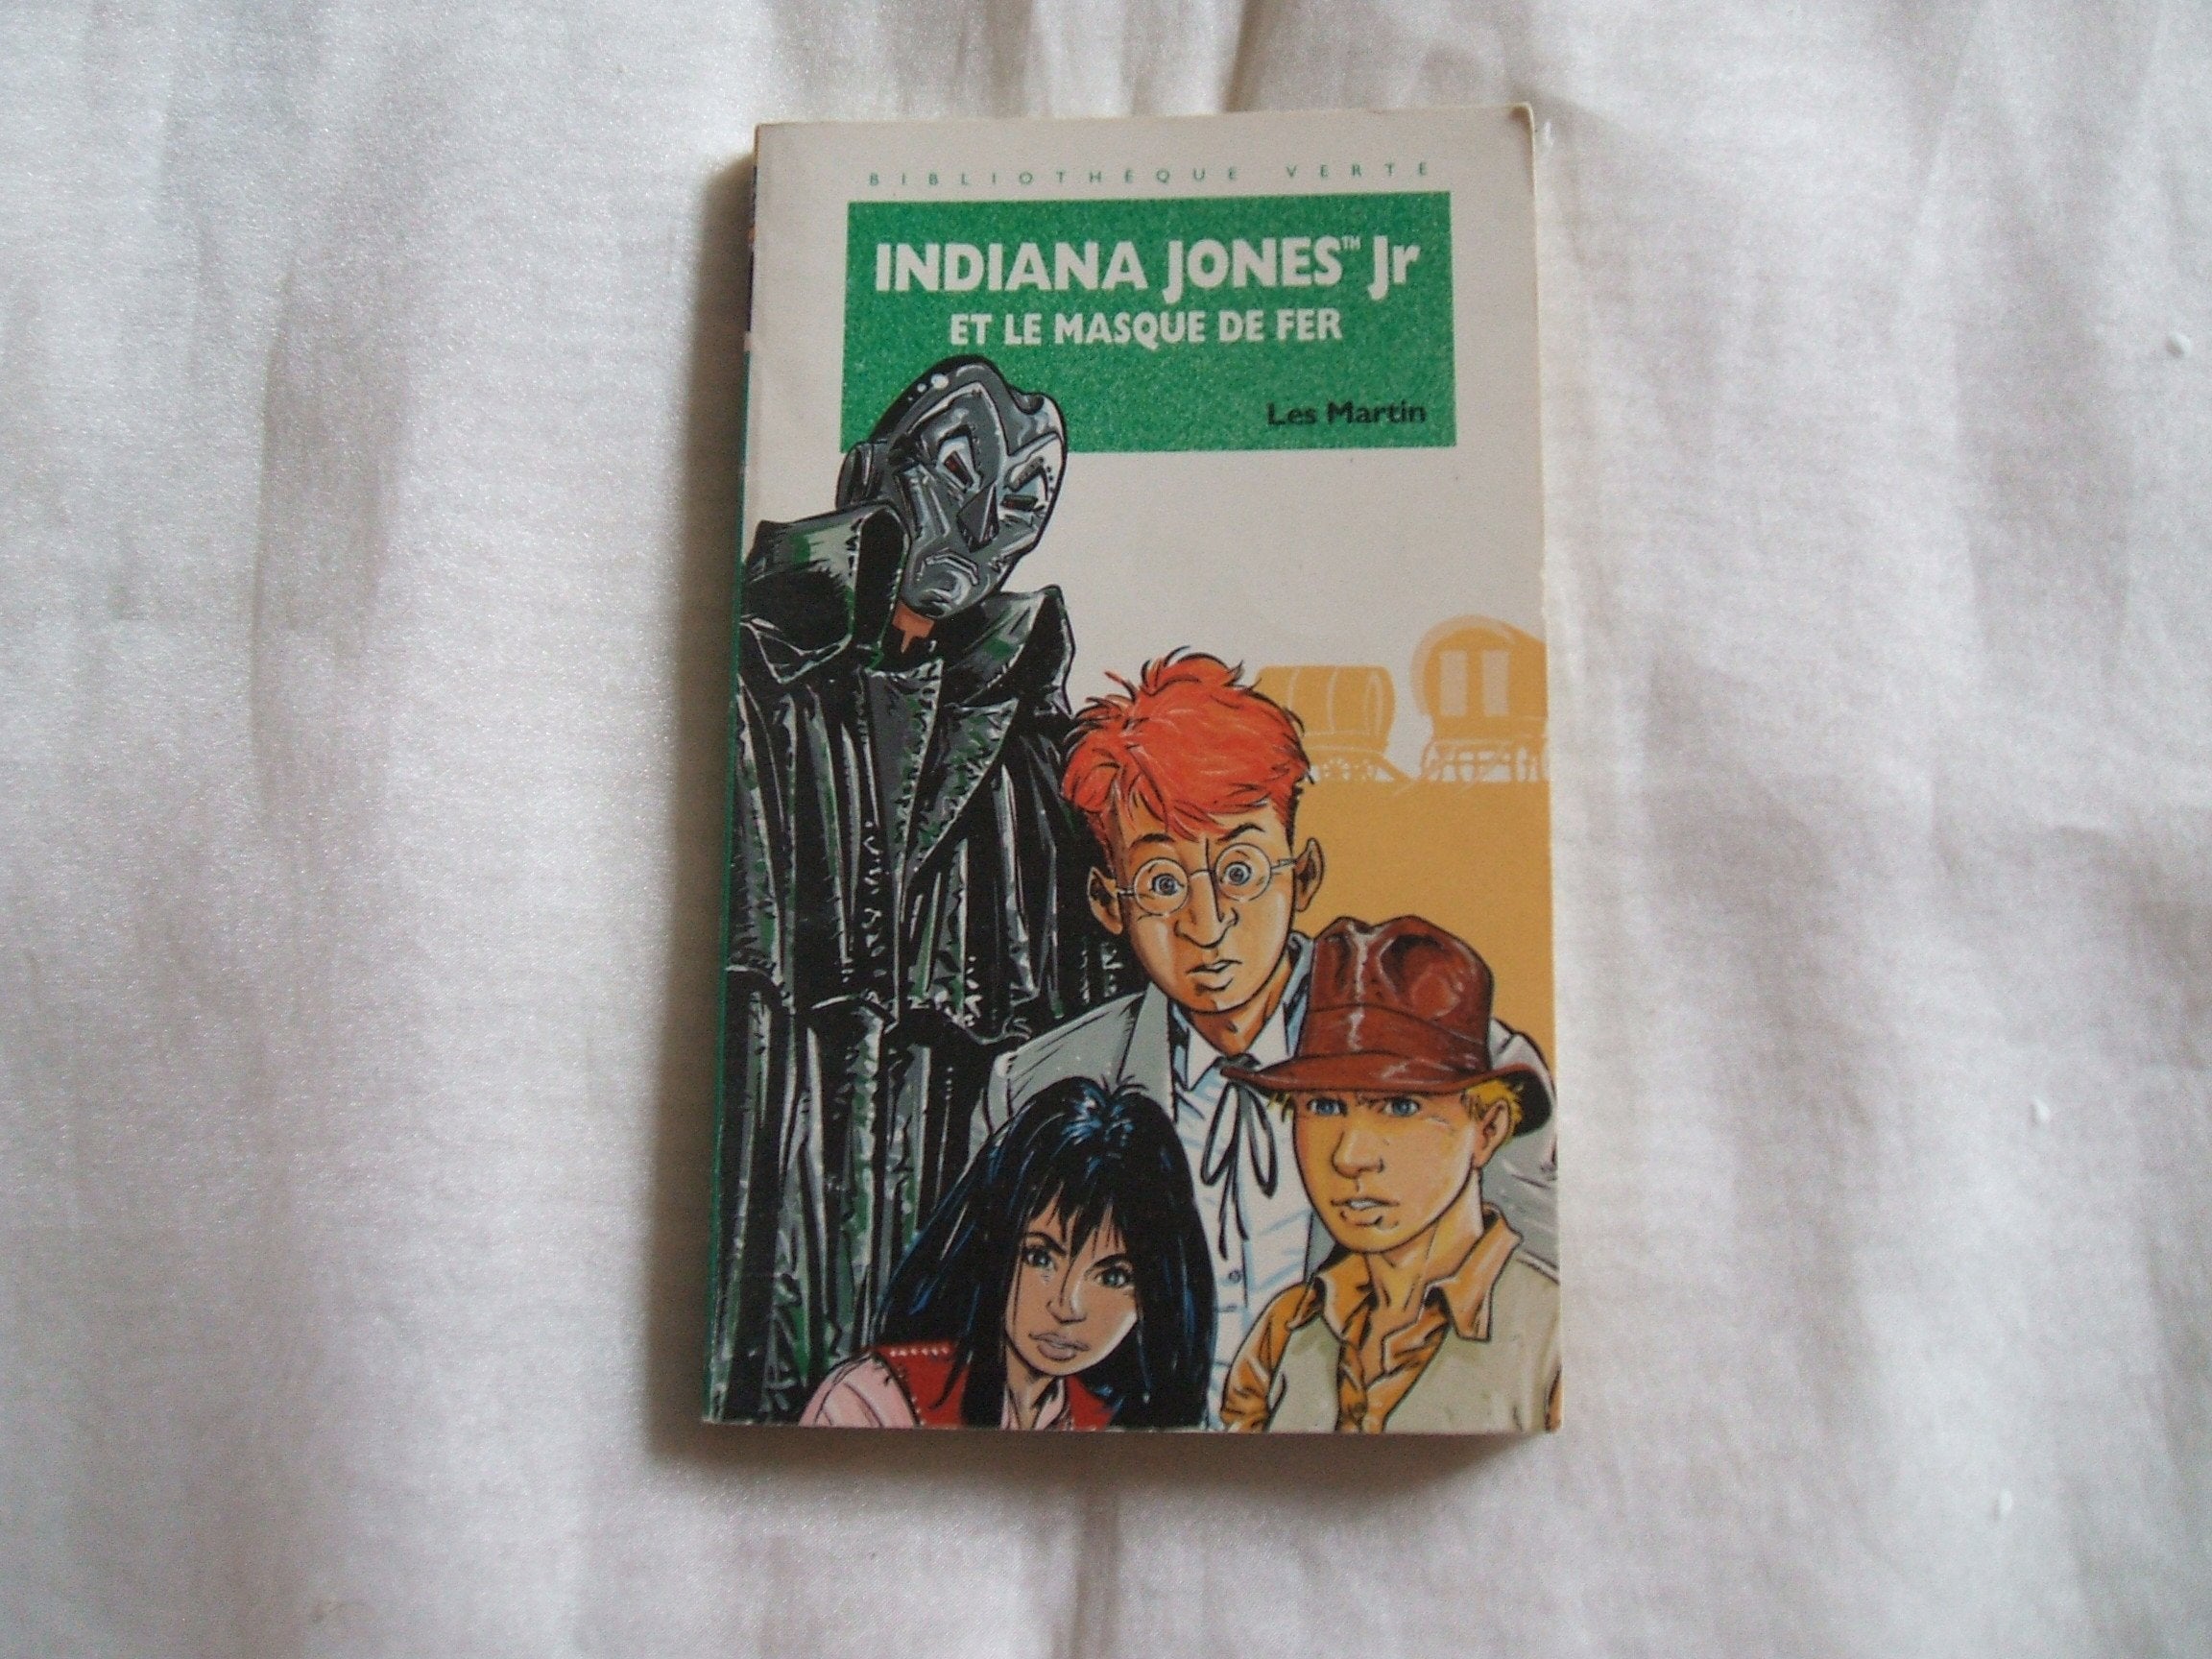 BIBLIOTHÈQUE VERTE
INDIANA JONES™ Jr
ET LE MASQUE DE FER
Les Martin